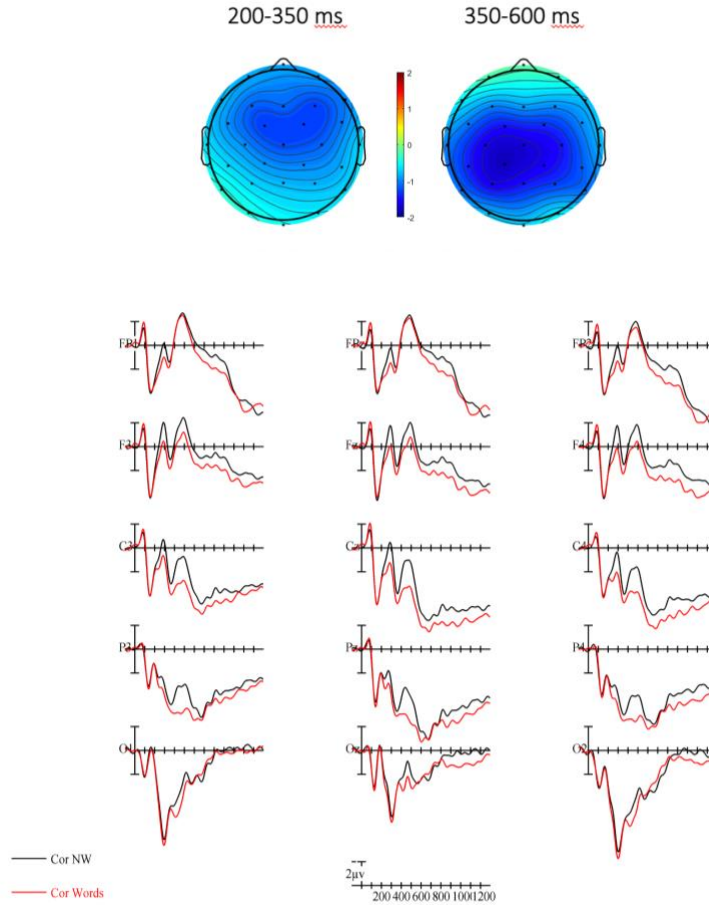 200-350 ms
350-600 ms
2
1
0
-1
-2
FP1
FPz
FP2
F3
Fz
F4
C3
Cz
C4
P3
Pz
P4
O1
Oz
O2
Cor NW
2μv
Cor Words
200 400 600 800 1000 1200